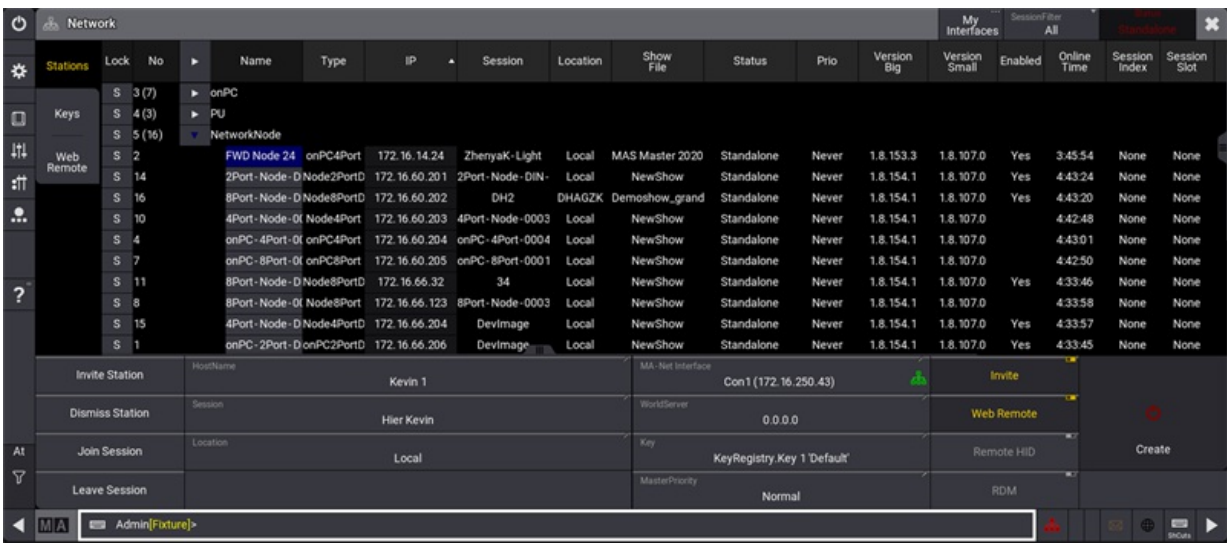 Network My Interfaces SessionFilter All Status Standalone
Stations Lock No Name Type IP Session Location Show File Status Prio Version Big Version Small Enabled Online Time Session Index Session Slot
Keys
Web Remote
S 3 (7) onPC
S 4 (3) PU
S 5 (16) NetworkNode
S 2 FWD Node 24 onPC4Port 172.16.14.24 ZhenyaK-Light Local MAS Master 2020 Standalone Never 1.8.153.3 1.8.107.0 Yes 3:45:54 None None
S 14 2Port-Node-D Node2PortD 172.16.60.201 2Port-Node-DIN- Local NewShow Standalone Never 1.8.154.1 1.8.107.0 Yes 4:43:24 None None
S 16 8Port-Node-D Node8PortD 172.16.60.202 DH2 DHAGZK Demoshow_grand Standalone Never 1.8.154.1 1.8.107.0 Yes 4:43:20 None None
S 10 4Port-Node-00 Node4Port 172.16.60.203 4Port-Node-0003 Local NewShow Standalone Never 1.8.154.1 1.8.107.0 4:42:48 None None
S 4 onPC-4Port-00 onPC4Port 172.16.60.204 onPC-4Port-0004 Local NewShow Standalone Never 1.8.154.1 1.8.107.0 4:43:01 None None
S 7 onPC-8Port-00 onPC8Port 172.16.60.205 onPC-8Port-0001 Local NewShow Standalone Never 1.8.154.1 1.8.107.0 4:42:50 None None
S 11 8Port-Node-D Node8PortD 172.16.66.32 34 Local NewShow Standalone Never 1.8.154.1 1.8.107.0 Yes 4:33:46 None None
S 8 8Port-Node-00 Node8Port 172.16.66.123 8Port-Node-0003 Local NewShow Standalone Never 1.8.154.1 1.8.107.0 4:33:58 None None
S 15 4Port-Node-D Node4PortD 172.16.66.204 DevImage Local NewShow Standalone Never 1.8.154.1 1.8.107.0 Yes 4:33:57 None None
S 1 onPC-2Port-D onPC2PortD 172.16.66.206 DevImage Local NewShow Standalone Never 1.8.154.1 1.8.107.0 Yes 4:33:45 None None
Invite Station HostName Kevin 1 MA-Net Interface Con1 (172.16.250.43) Invite
Dismiss Station Session Hier Kevin WorldServer 0.0.0.0 Web Remote
Join Session Location Local Key KeyRegistry.Key 1 'Default' Remote HID Create
Leave Session MasterPriority Normal RDM
At
?
MA Admin[Fixture]> ShCuts